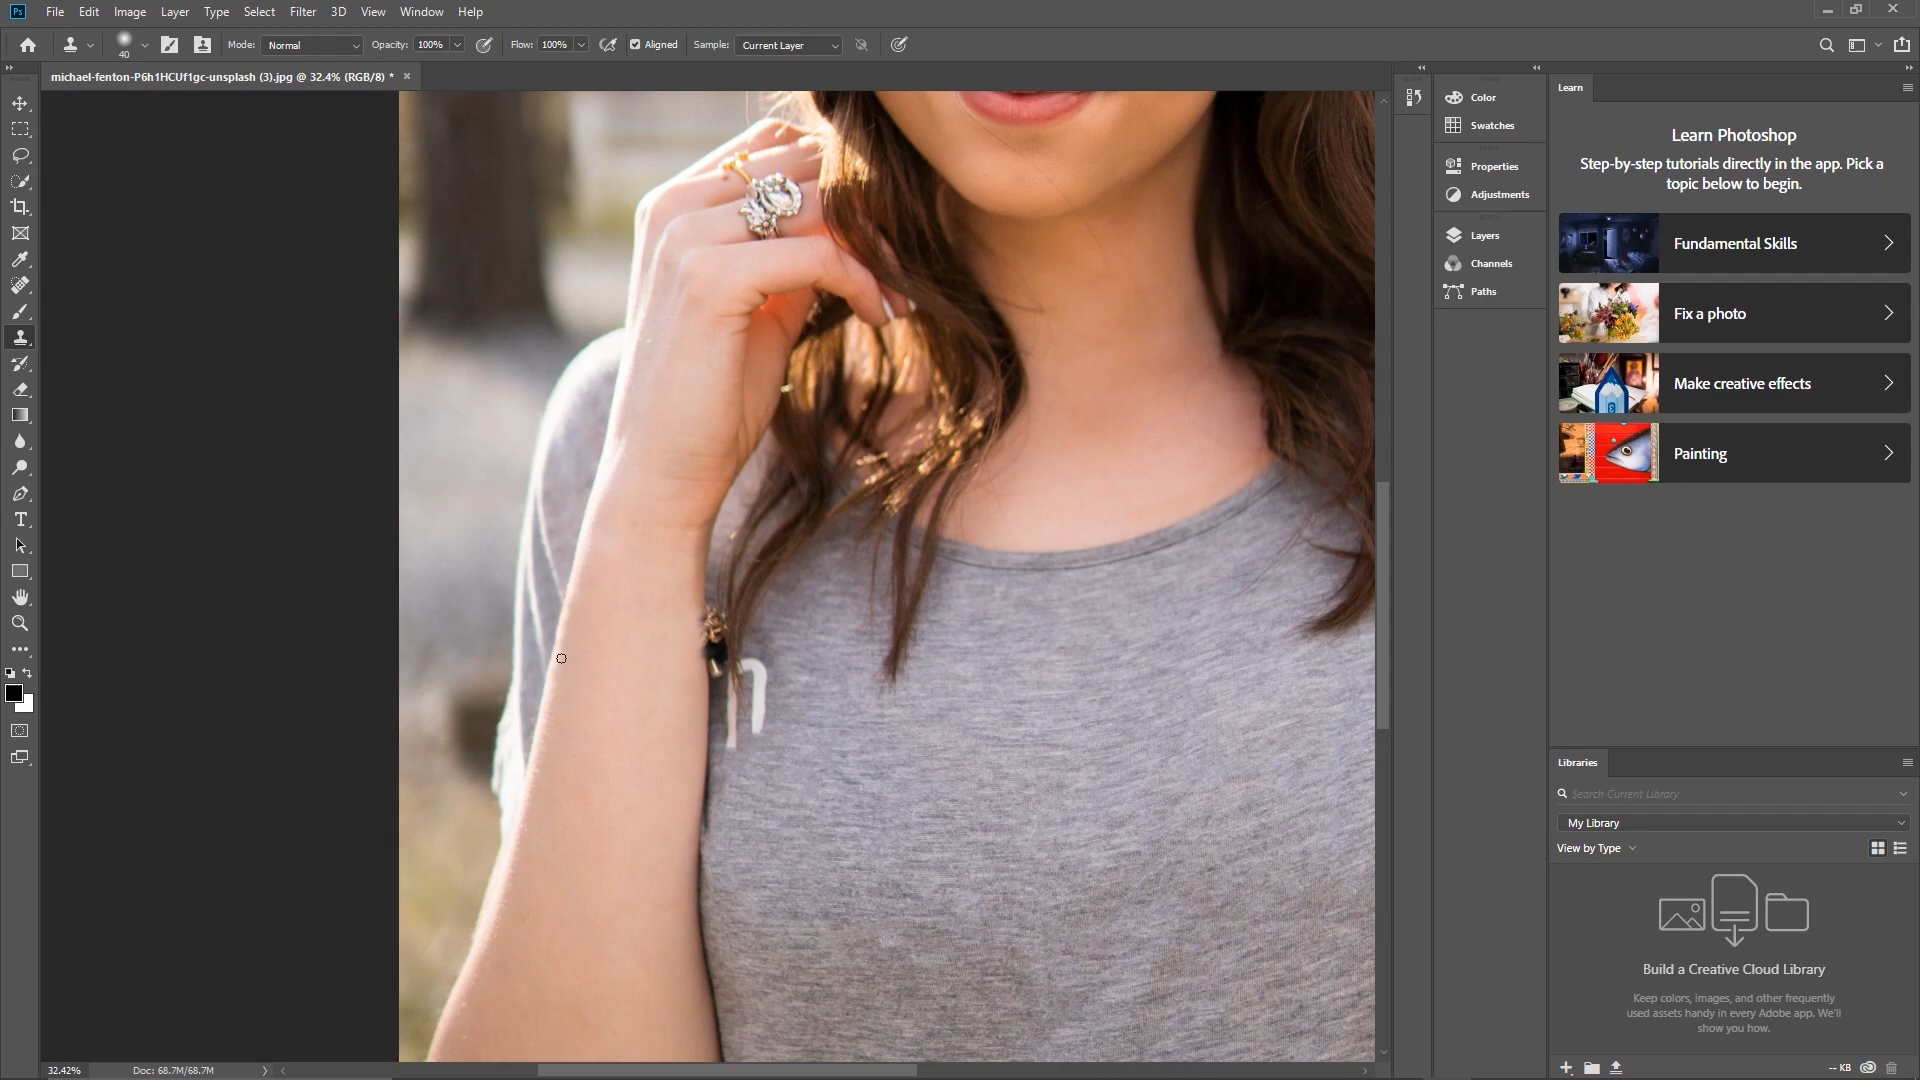 Ps File Edit Image Layer Type Select Filter 3D View Window Help
40 Mode: Normal Opacity: 100% Flow: 100% Aligned Sample: Current Layer
michael-fenton-P6h1HCUf1gc-unsplash (3).jpg @ 32.4% (RGB/8) * ×
Color
Swatches
Properties
Adjustments
Layers
Channels
Paths
Learn
Learn Photoshop
Step-by-step tutorials directly in the app. Pick a
topic below to begin.
Fundamental Skills
Fix a photo
Make creative effects
Painting
Libraries
Search Current Library
My Library
View by Type
Build a Creative Cloud Library
Keep colors, images, and other frequently
used assets handy in every Adobe app. We'll
show you how.
-- KB
32.42% Doc: 68.7M/68.7M